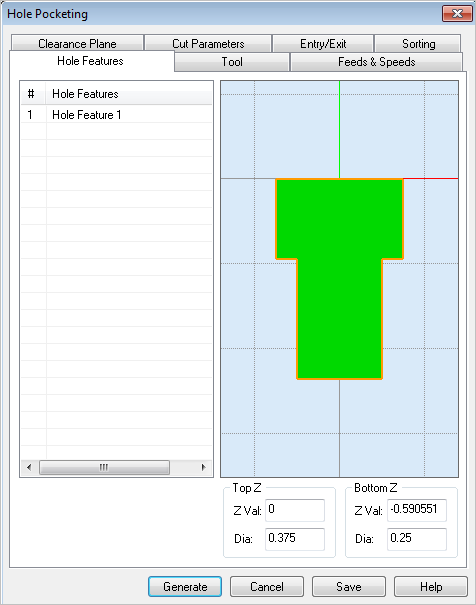 Hole Pocketing
Clearance Plane Cut Parameters Entry/Exit Sorting
Hole Features Tool Feeds & Speeds
# Hole Features
1 Hole Feature 1
Top Z Bottom Z
Z Val: 0 Z Val: -0.590551
Dia: 0.375 Dia: 0.25
Generate Cancel Save Help